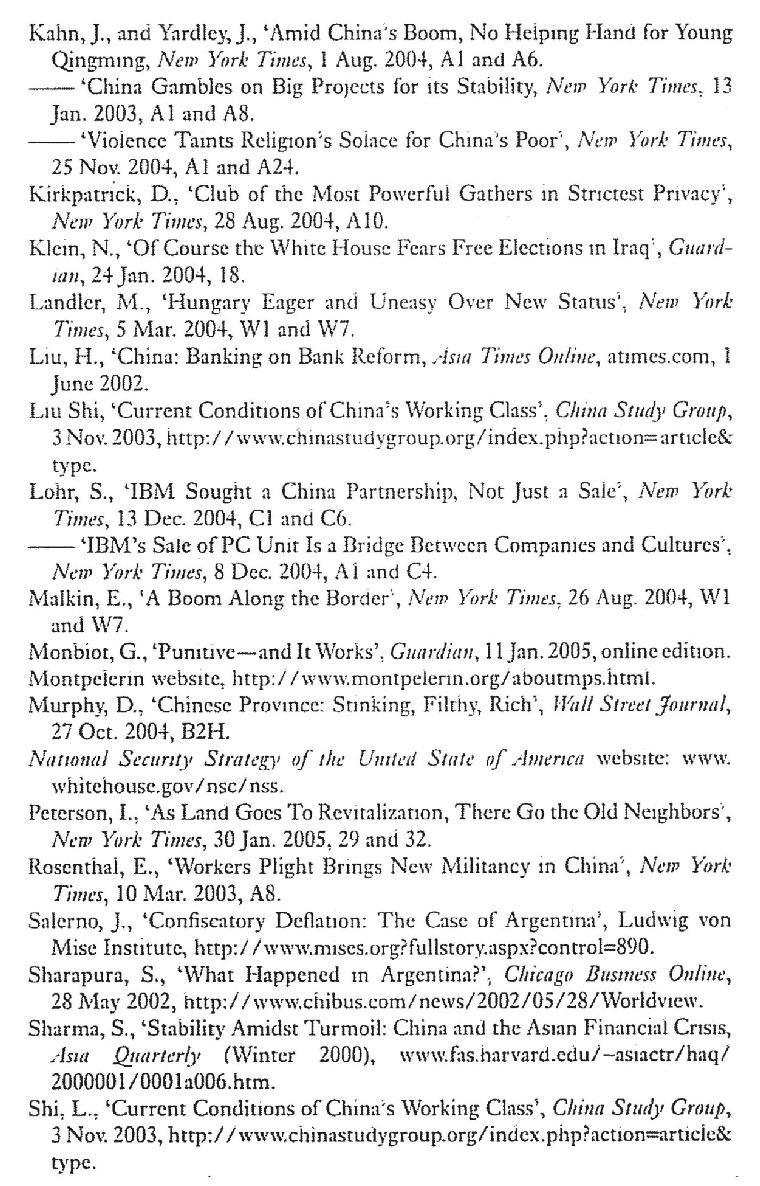 Kahn, J., and Yardley, J., ‘Amid China’s Boom, No Helping Hand for Young
Qingming, New York Times, 1 Aug. 2004, A1 and A6.
—— ‘China Gambles on Big Projects for its Stability, New York Times, 13
Jan. 2003, A1 and A8.
—— ‘Violence Taints Religion’s Solace for China’s Poor’, New York Times,
25 Nov. 2004, A1 and A24.
Kirkpatrick, D., ‘Club of the Most Powerful Gathers in Strictest Privacy’,
New York Times, 28 Aug. 2004, A10.
Klein, N., ‘Of Course the White House Fears Free Elections in Iraq’, Guard-
ian, 24 Jan. 2004, 18.
Landler, M., ‘Hungary Eager and Uneasy Over New Status’, New York
Times, 5 Mar. 2004, W1 and W7.
Liu, H., ‘China: Banking on Bank Reform, Asia Times Online, atimes.com, 1
June 2002.
Liu Shi, ‘Current Conditions of China’s Working Class’, China Study Group,
3 Nov. 2003, http://www.chinastudygroup.org/index.php?action=article&
type.
Lohr, S., ‘IBM Sought a China Partnership, Not Just a Sale’, New York
Times, 13 Dec. 2004, C1 and C6.
—— ‘IBM’s Sale of PC Unit Is a Bridge Between Companies and Cultures’,
New York Times, 8 Dec. 2004, A1 and C4.
Malkin, E., ‘A Boom Along the Border’, New York Times, 26 Aug. 2004, W1
and W7.
Monbiot, G., ‘Punitive—and It Works’, Guardian, 11 Jan. 2005, online edition.
Montpelerin website, http://www.montpelerin.org/aboutmps.html.
Murphy, D., ‘Chinese Province: Stinking, Filthy, Rich’, Wall Street Journal,
27 Oct. 2004, B2H.
National Security Strategy of the United State of America website: www.
whitehouse.gov/nsc/nss.
Peterson, I., ‘As Land Goes To Revitalization, There Go the Old Neighbors’,
New York Times, 30 Jan. 2005, 29 and 32.
Rosenthal, E., ‘Workers Plight Brings New Militancy in China’, New York
Times, 10 Mar. 2003, A8.
Salerno, J., ‘Confiscatory Deflation: The Case of Argentina’, Ludwig von
Mise Institute, http://www.mises.org?fullstory.aspx?control=890.
Sharapura, S., ‘What Happened in Argentina?’, Chicago Business Online,
28 May 2002, http://www.chibus.com/news/2002/05/28/Worldview.
Sharma, S., ‘Stability Amidst Turmoil: China and the Asian Financial Crisis,
Asia Quarterly (Winter 2000), www.fas.harvard.edu/~asiactr/haq/
2000001/0001a006.htm.
Shi, L., ‘Current Conditions of China’s Working Class’, China Study Group,
3 Nov. 2003, http://www.chinastudygroup.org/index.php?action=article&
type.